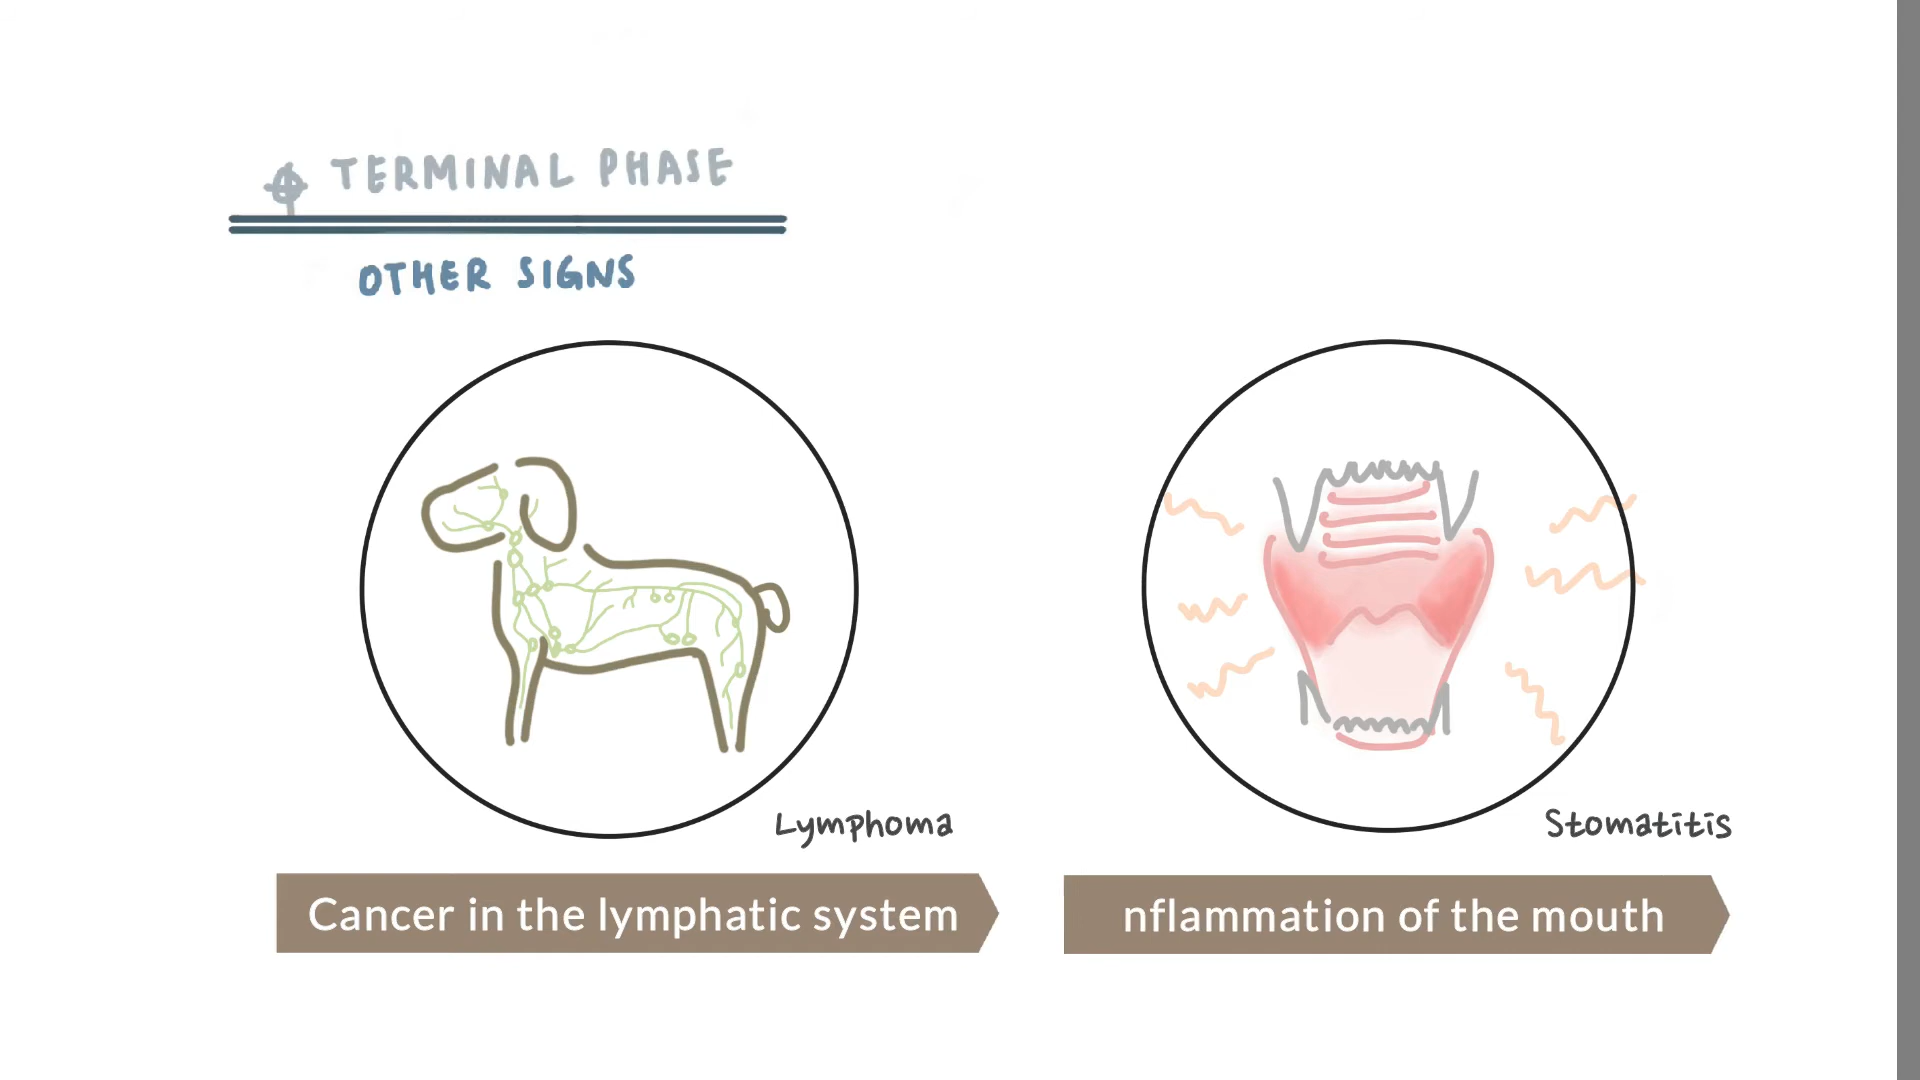 TERMINAL PHASE
OTHER SIGNS
Lymphoma
Stomatitis
Cancer in the lymphatic system
nflammation of the mouth